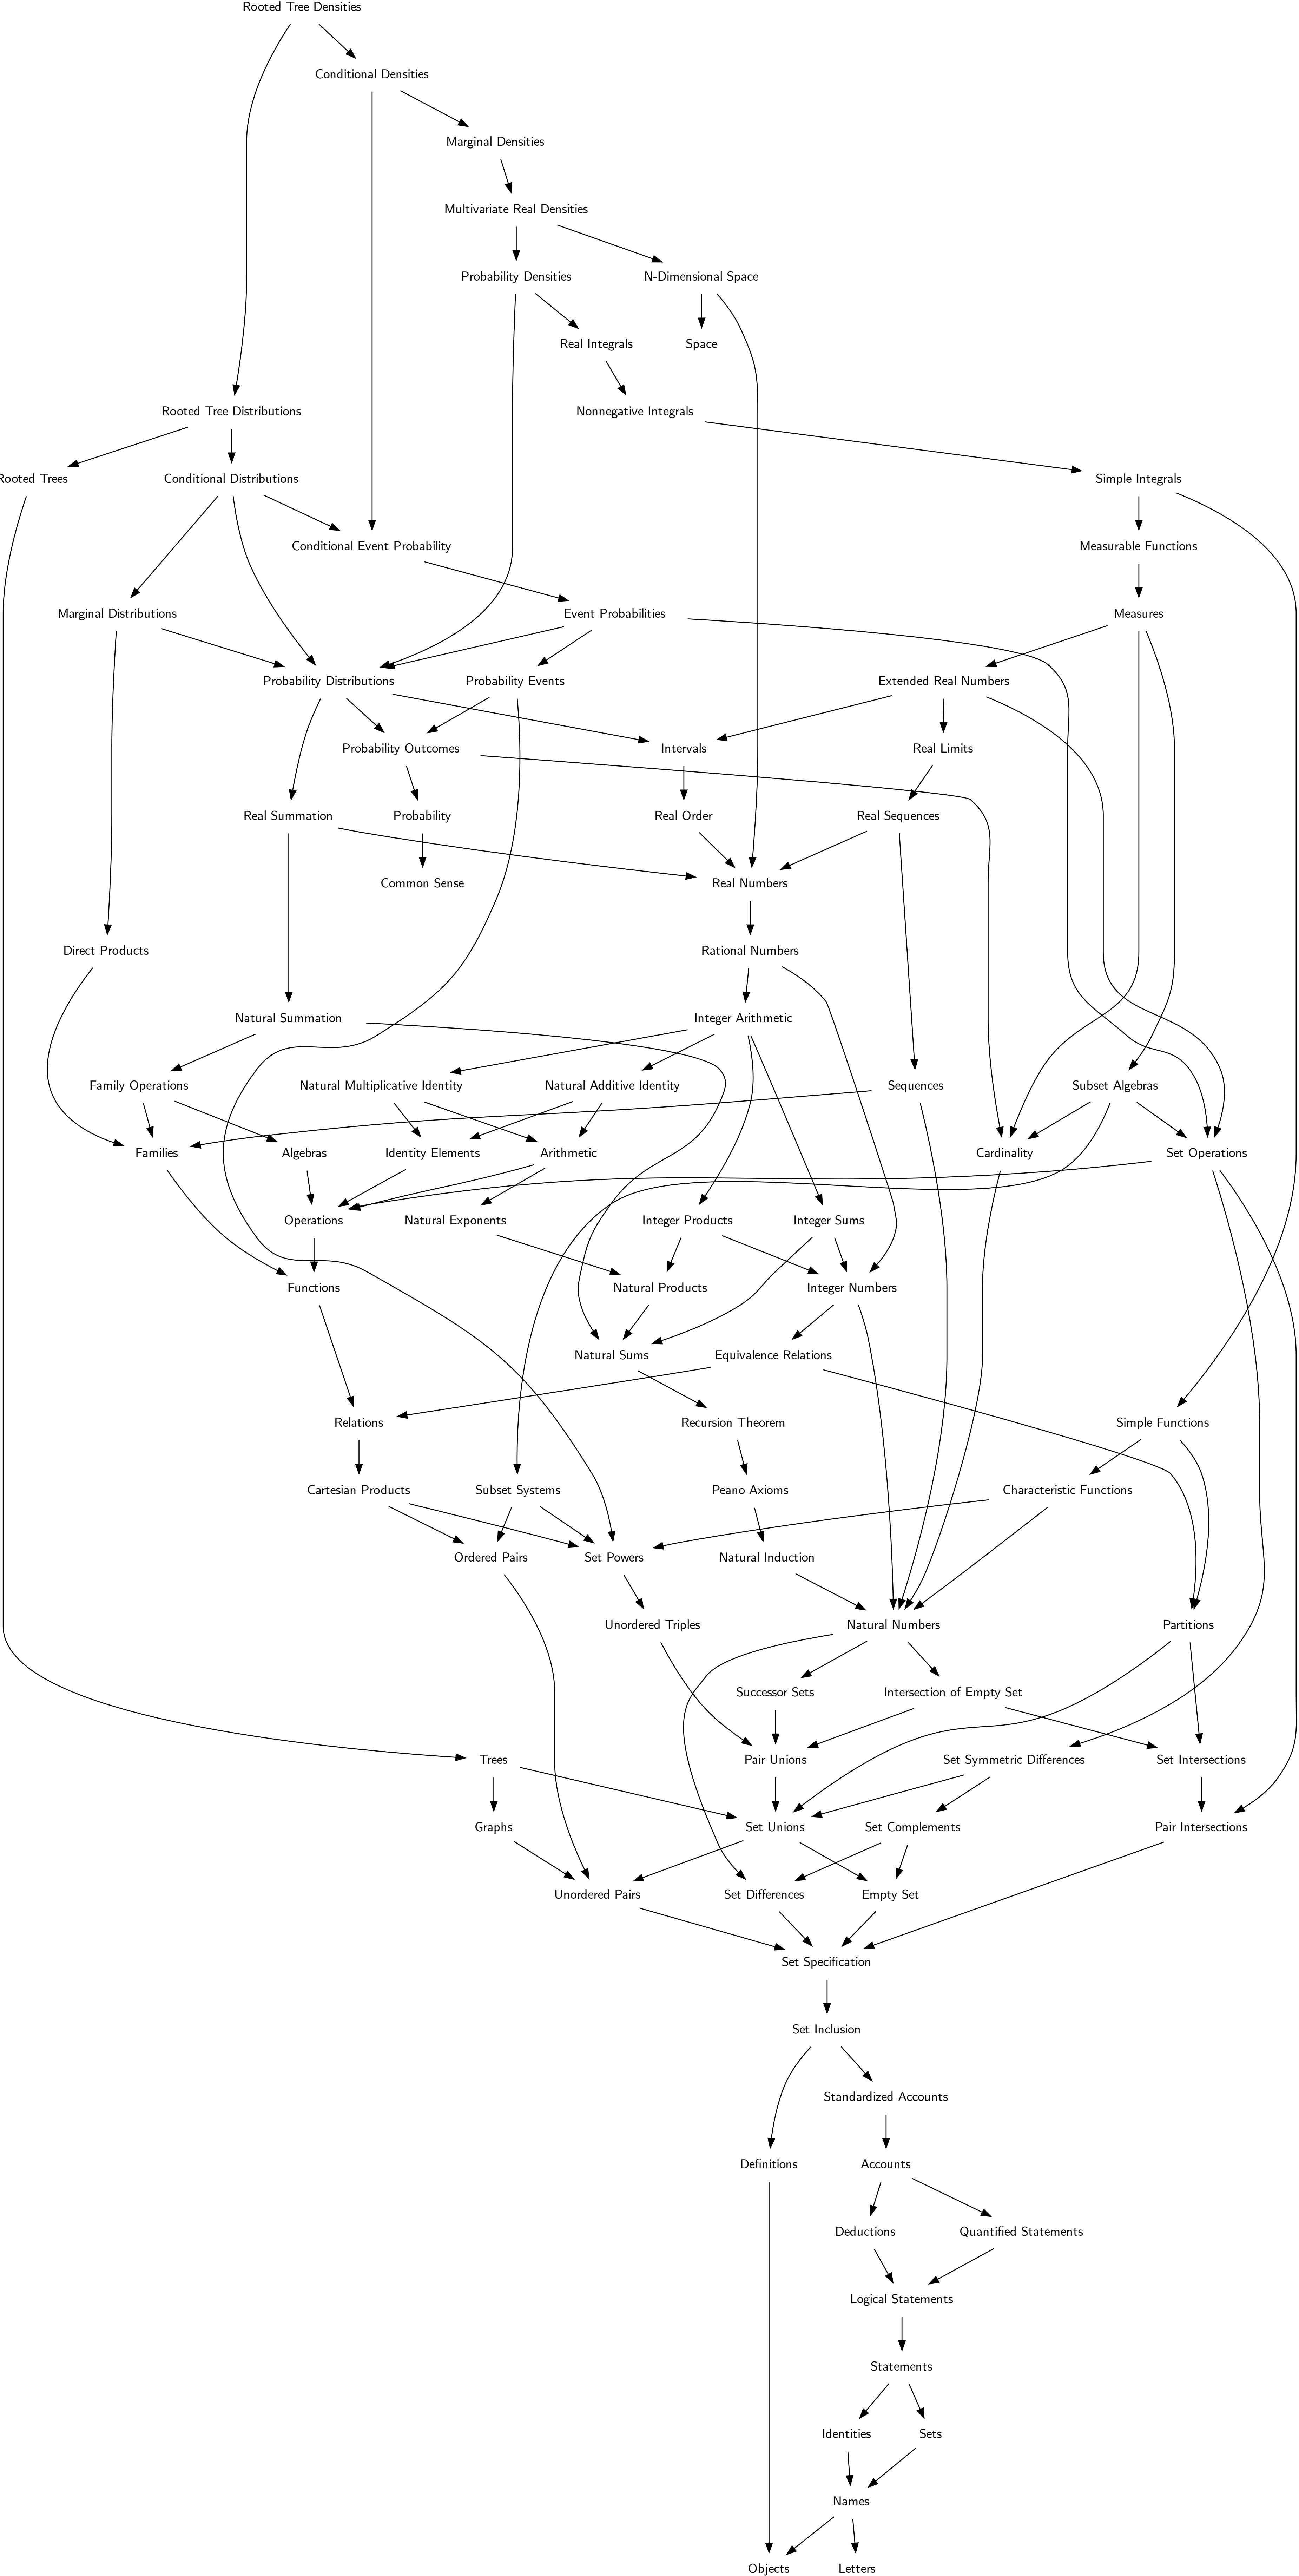 Rooted Tree Densities
Conditional Densities
Marginal Densities
Multivariate Real Densities
Probability Densities
N-Dimensional Space
Real Integrals
Space
Rooted Tree Distributions
Nonnegative Integrals
Rooted Trees
Conditional Distributions
Simple Integrals
Conditional Event Probability
Measurable Functions
Marginal Distributions
Event Probabilities
Measures
Probability Distributions
Probability Events
Extended Real Numbers
Probability Outcomes
Intervals
Real Limits
Real Summation
Probability
Real Order
Real Sequences
Common Sense
Real Numbers
Direct Products
Rational Numbers
Natural Summation
Integer Arithmetic
Family Operations
Natural Multiplicative Identity
Natural Additive Identity
Sequences
Subset Algebras
Families
Algebras
Identity Elements
Arithmetic
Cardinality
Set Operations
Operations
Natural Exponents
Integer Products
Integer Sums
Functions
Natural Products
Integer Numbers
Natural Sums
Equivalence Relations
Relations
Recursion Theorem
Simple Functions
Cartesian Products
Subset Systems
Peano Axioms
Characteristic Functions
Ordered Pairs
Set Powers
Natural Induction
Unordered Triples
Natural Numbers
Partitions
Successor Sets
Intersection of Empty Set
Trees
Pair Unions
Set Symmetric Differences
Set Intersections
Graphs
Set Unions
Set Complements
Pair Intersections
Unordered Pairs
Set Differences
Empty Set
Set Specification
Set Inclusion
Standardized Accounts
Definitions
Accounts
Deductions
Quantified Statements
Logical Statements
Statements
Identities
Sets
Names
Objects
Letters